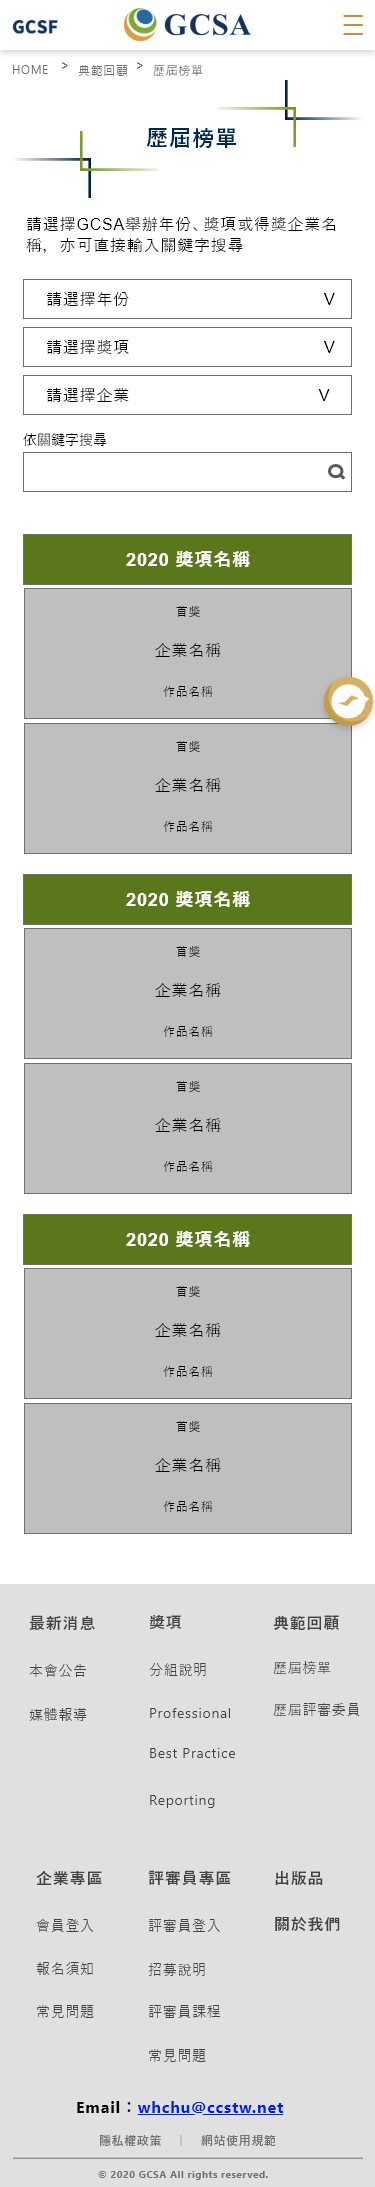 GCSF
GCSA
HOME > 典範回顧 > 歷屆榜單
歷屆榜單
請選擇GCSA舉辦年份、獎項或得獎企業名
稱，亦可直接輸入關鍵字搜尋
請選擇年份 V
請選擇獎項 V
請選擇企業 V
依關鍵字搜尋
2020 獎項名稱
首獎
企業名稱
作品名稱
首獎
企業名稱
作品名稱
2020 獎項名稱
首獎
企業名稱
作品名稱
首獎
企業名稱
作品名稱
2020 獎項名稱
首獎
企業名稱
作品名稱
首獎
企業名稱
作品名稱
最新消息
本會公告
媒體報導
獎項
分組說明
Professional
Best Practice
Reporting
典範回顧
歷屆榜單
歷屆評審委員
企業專區
會員登入
報名須知
常見問題
評審員專區
評審員登入
招募說明
評審員課程
常見問題
出版品
關於我們
Email：whchu@ccstw.net
隱私權政策 | 網站使用規範
© 2020 GCSA All rights reserved.